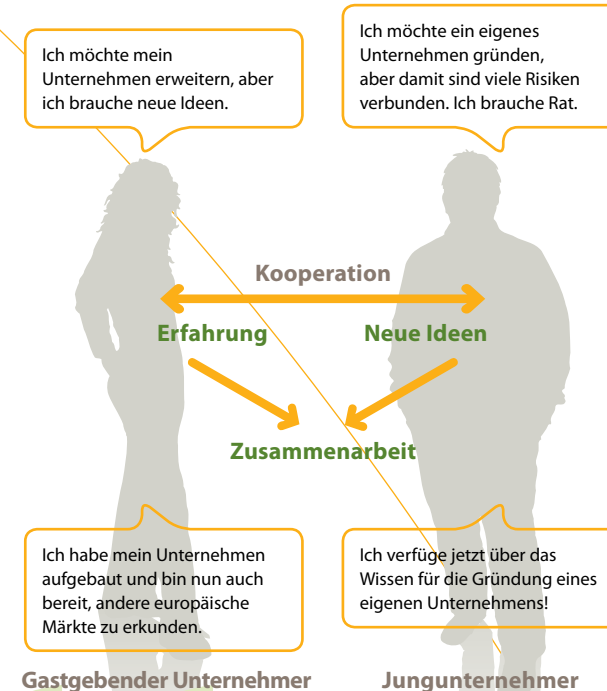 Ich möchte mein
Unternehmen erweitern, aber
ich brauche neue Ideen.
Ich möchte ein eigenes
Unternehmen gründen,
aber damit sind viele Risiken
verbunden. Ich brauche Rat.
Kooperation
Erfahrung
Neue Ideen
Zusammenarbeit
Ich habe mein Unternehmen
aufgebaut und bin nun auch
bereit, andere europäische
Märkte zu erkunden.
Ich verfüge jetzt über das
Wissen für die Gründung eines
eigenen Unternehmens!
Gastgebender Unternehmer
Jungunternehmer